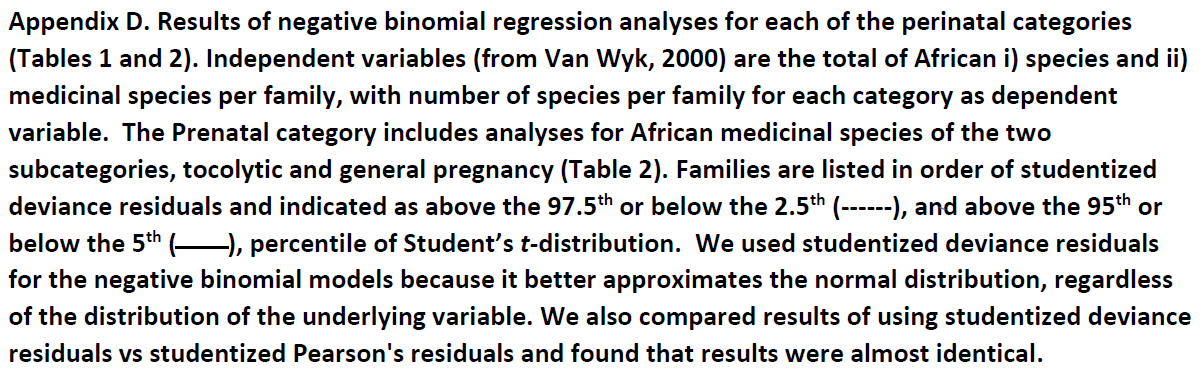 Appendix D. Results of negative binomial regression analyses for each of the perinatal categories
(Tables 1 and 2). Independent variables (from Van Wyk, 2000) are the total of African i) species and ii)
medicinal species per family, with number of species per family for each category as dependent
variable.  The Prenatal category includes analyses for African medicinal species of the two
subcategories, tocolytic and general pregnancy (Table 2). Families are listed in order of studentized
deviance residuals and indicated as above the 97.5th or below the 2.5th (------), and above the 95th or
below the 5th (____), percentile of Student’s t-distribution.  We used studentized deviance residuals
for the negative binomial models because it better approximates the normal distribution, regardless
of the distribution of the underlying variable. We also compared results of using studentized deviance
residuals vs studentized Pearson's residuals and found that results were almost identical.